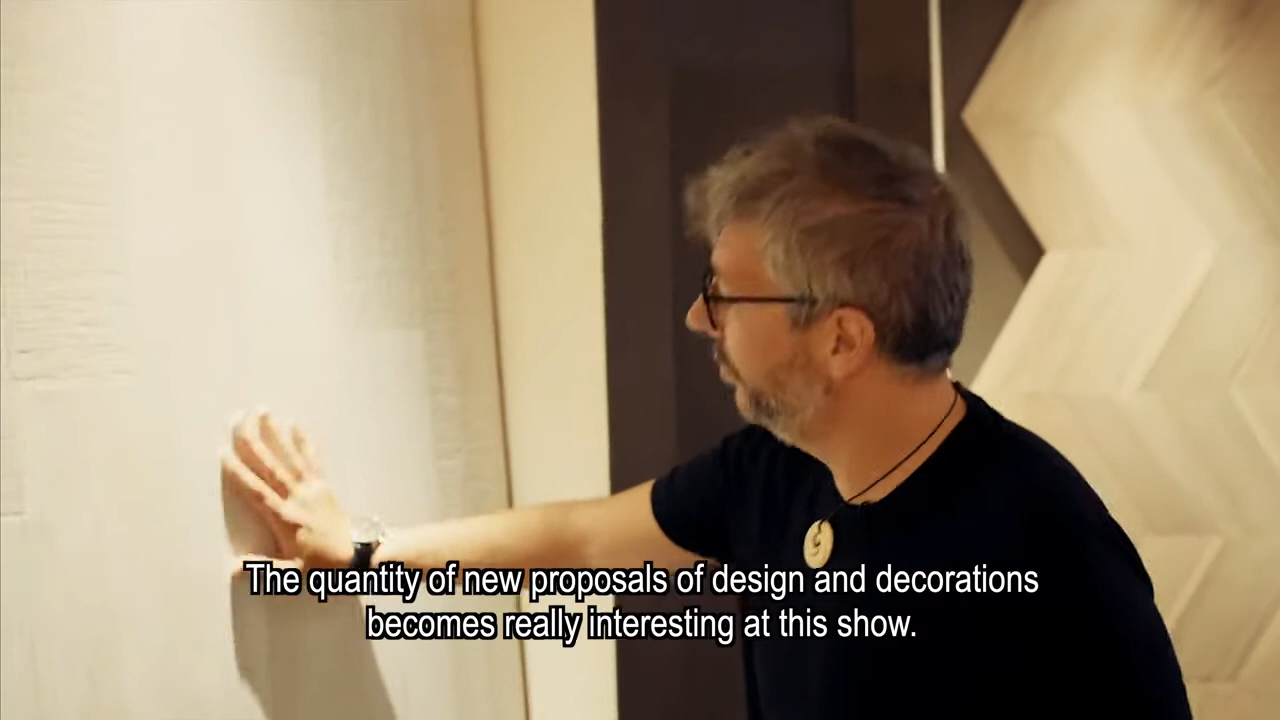 The quantity of new proposals of design and decorations
becomes really interesting at this show.